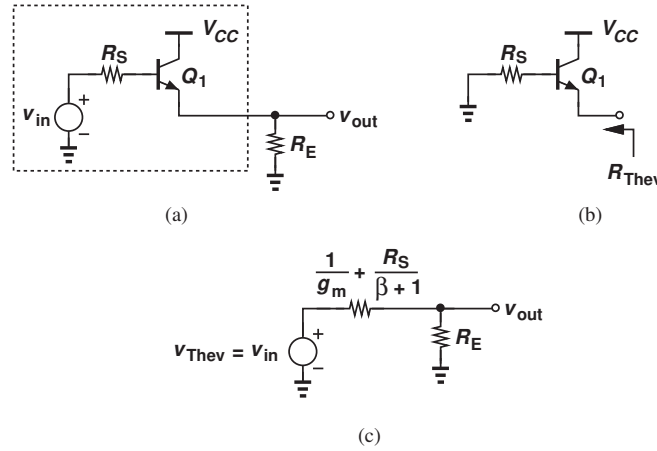 V_CC
R_S
Q_1
v_in
+
−
v_out
R_E
(a)
V_CC
R_S
Q_1
R_Thev
(b)
1/g_m + R_S/(β + 1)
v_out
v_Thev = v_in
+
−
R_E
(c)